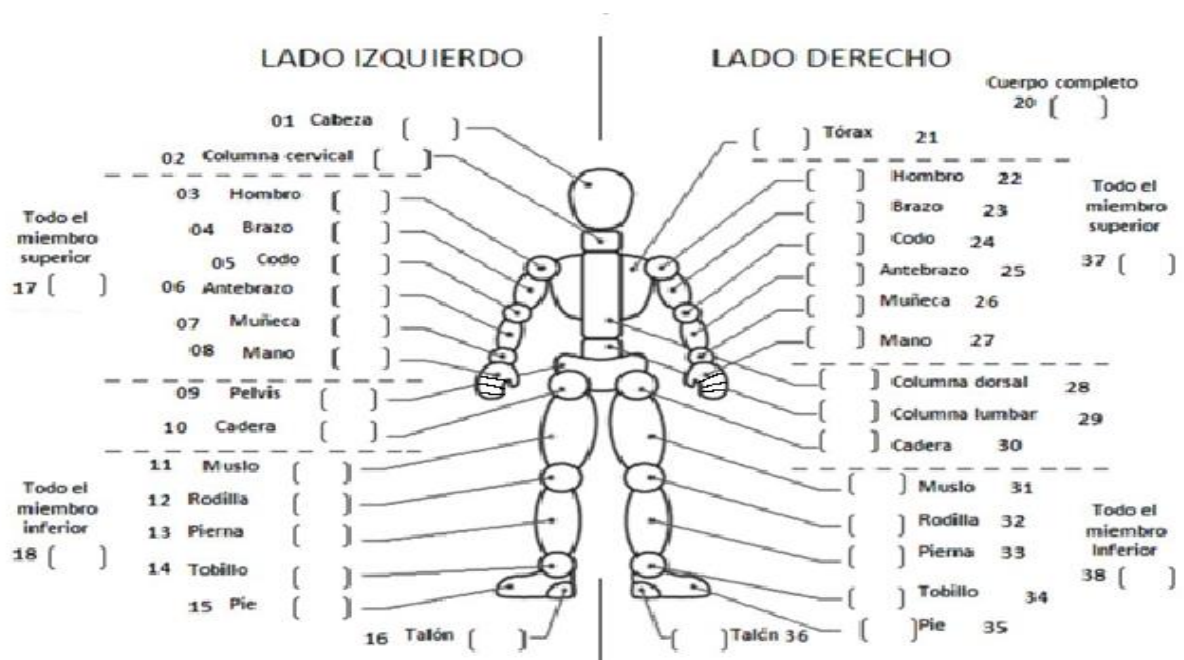 LADO IZQUIERDO
LADO DERECHO
Cuerpo completo
20 [ ]
01 Cabeza [ ]
02 Columna cervical [ ]
03 Hombro [ ]
04 Brazo [ ]
05 Codo [ ]
06 Antebrazo [ ]
07 Muñeca [ ]
08 Mano [ ]
Todo el
miembro
superior
17 [ ]
09 Pelvis [ ]
10 Cadera [ ]
11 Muslo [ ]
12 Rodilla [ ]
13 Pierna [ ]
14 Tobillo [ ]
15 Pie [ ]
16 Talón [ ]
Todo el
miembro
inferior
18 [ ]
[ ] Tórax 21
[ ] Hombro 22
[ ] Brazo 23
[ ] Codo 24
[ ] Antebrazo 25
[ ] Muñeca 26
[ ] Mano 27
Todo el
miembro
superior
37 [ ]
[ ] Columna dorsal 28
[ ] Columna lumbar 29
[ ] Cadera 30
[ ] Muslo 31
[ ] Rodilla 32
[ ] Pierna 33
[ ] Tobillo 34
[ ] Pie 35
[ ] Talón 36
Todo el
miembro
Inferior
38 [ ]